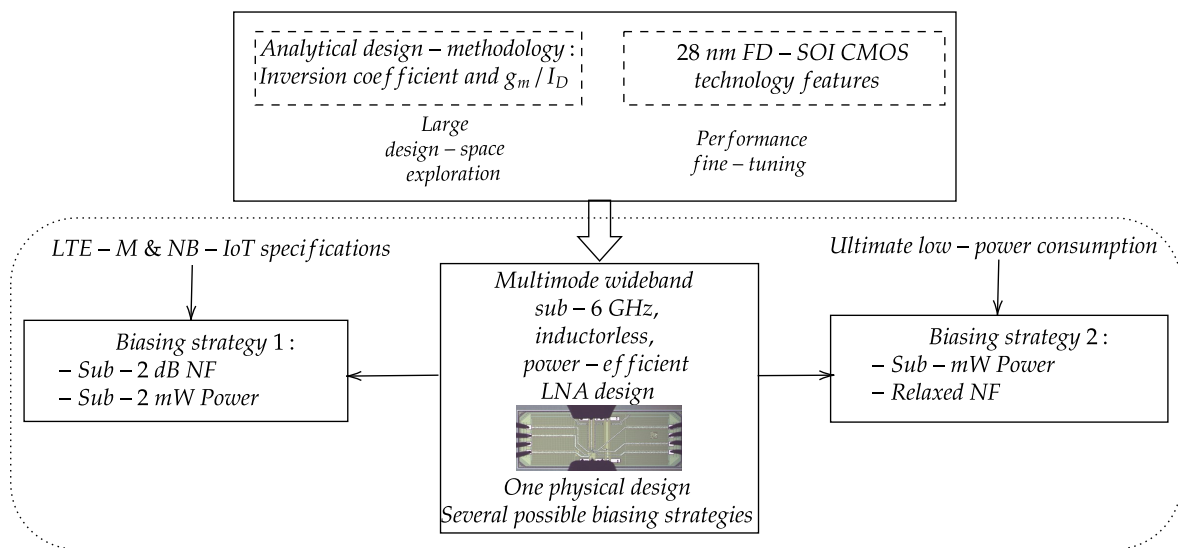 Analytical design – methodology :
Inversion coefficient and g_m / I_D
28 nm FD – SOI CMOS
technology features
Large
design – space
exploration
Performance
fine – tuning
LTE – M & NB – IoT specifications
Ultimate low – power consumption
Biasing strategy 1 :
– Sub – 2 dB NF
– Sub – 2 mW Power
Multimode wideband
sub – 6 GHz,
inductorless,
power – efficient
LNA design
One physical design
Several possible biasing strategies
Biasing strategy 2 :
– Sub – mW Power
– Relaxed NF